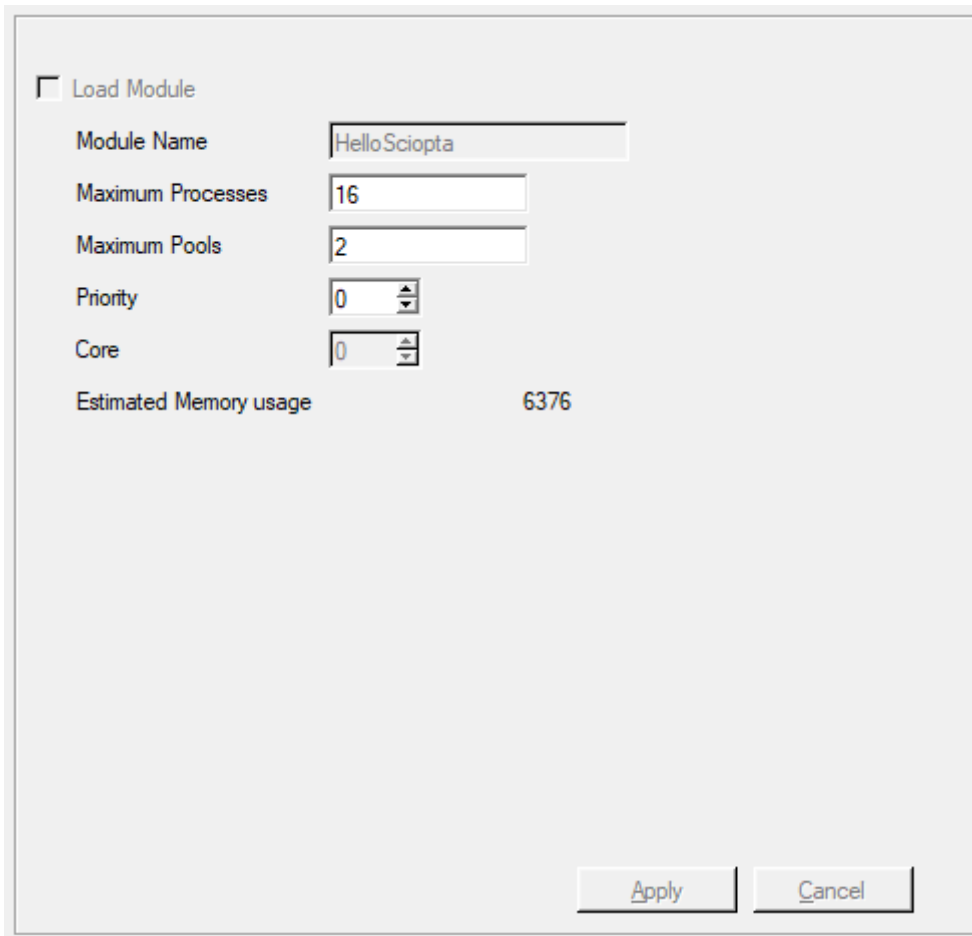 Load Module
Module Name HelloSciopta
Maximum Processes 16
Maximum Pools 2
Priority 0
Core 0
Estimated Memory usage 6376
Apply Cancel